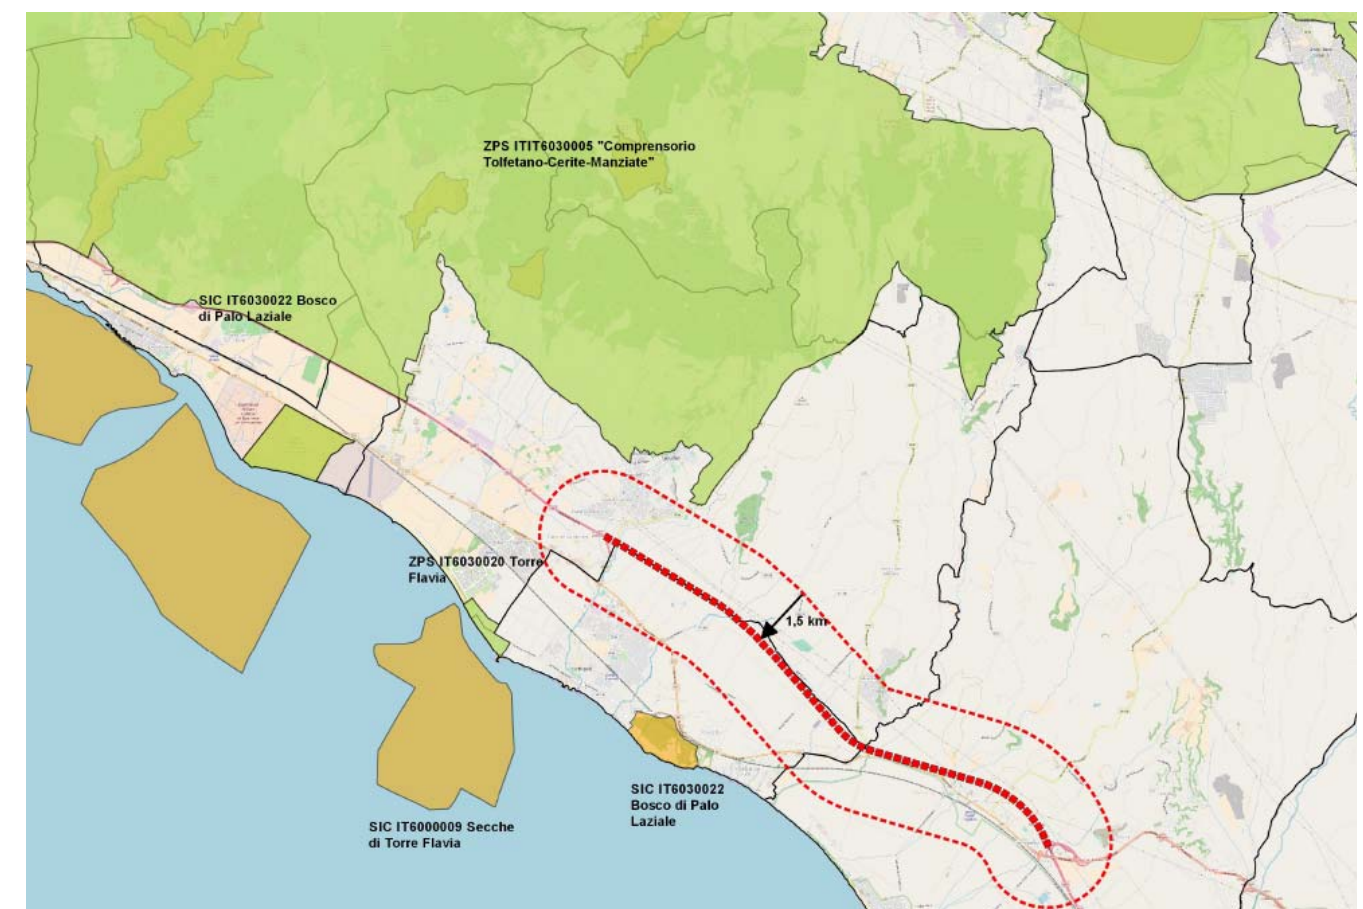 ZPS ITIT6030005 "Comprensorio
Tolfetano-Cerite-Manziate"
SIC IT6030022 Bosco
di Palo Laziale
ZPS IT6030020 Torre
Flavia
1,5 km
SIC IT6030022
Bosco di Palo
Laziale
SIC IT6000009 Secche
di Torre Flavia